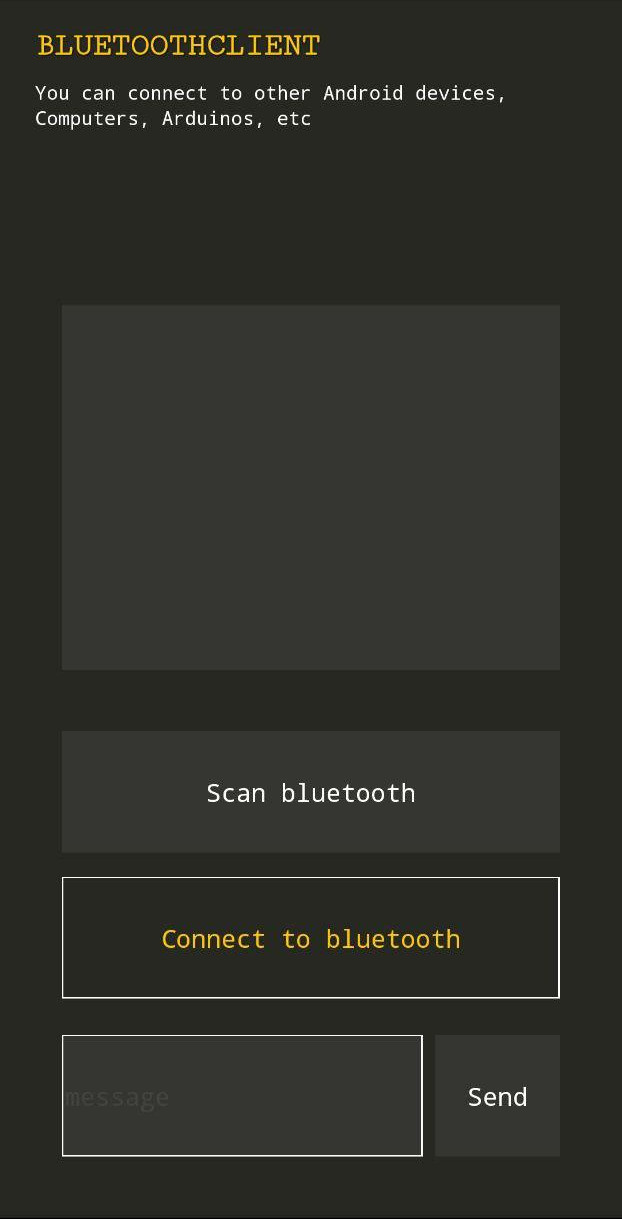 BLUETOOTHCLIENT
You can connect to other Android devices,
Computers, Arduinos, etc
Scan bluetooth
Connect to bluetooth
message
Send